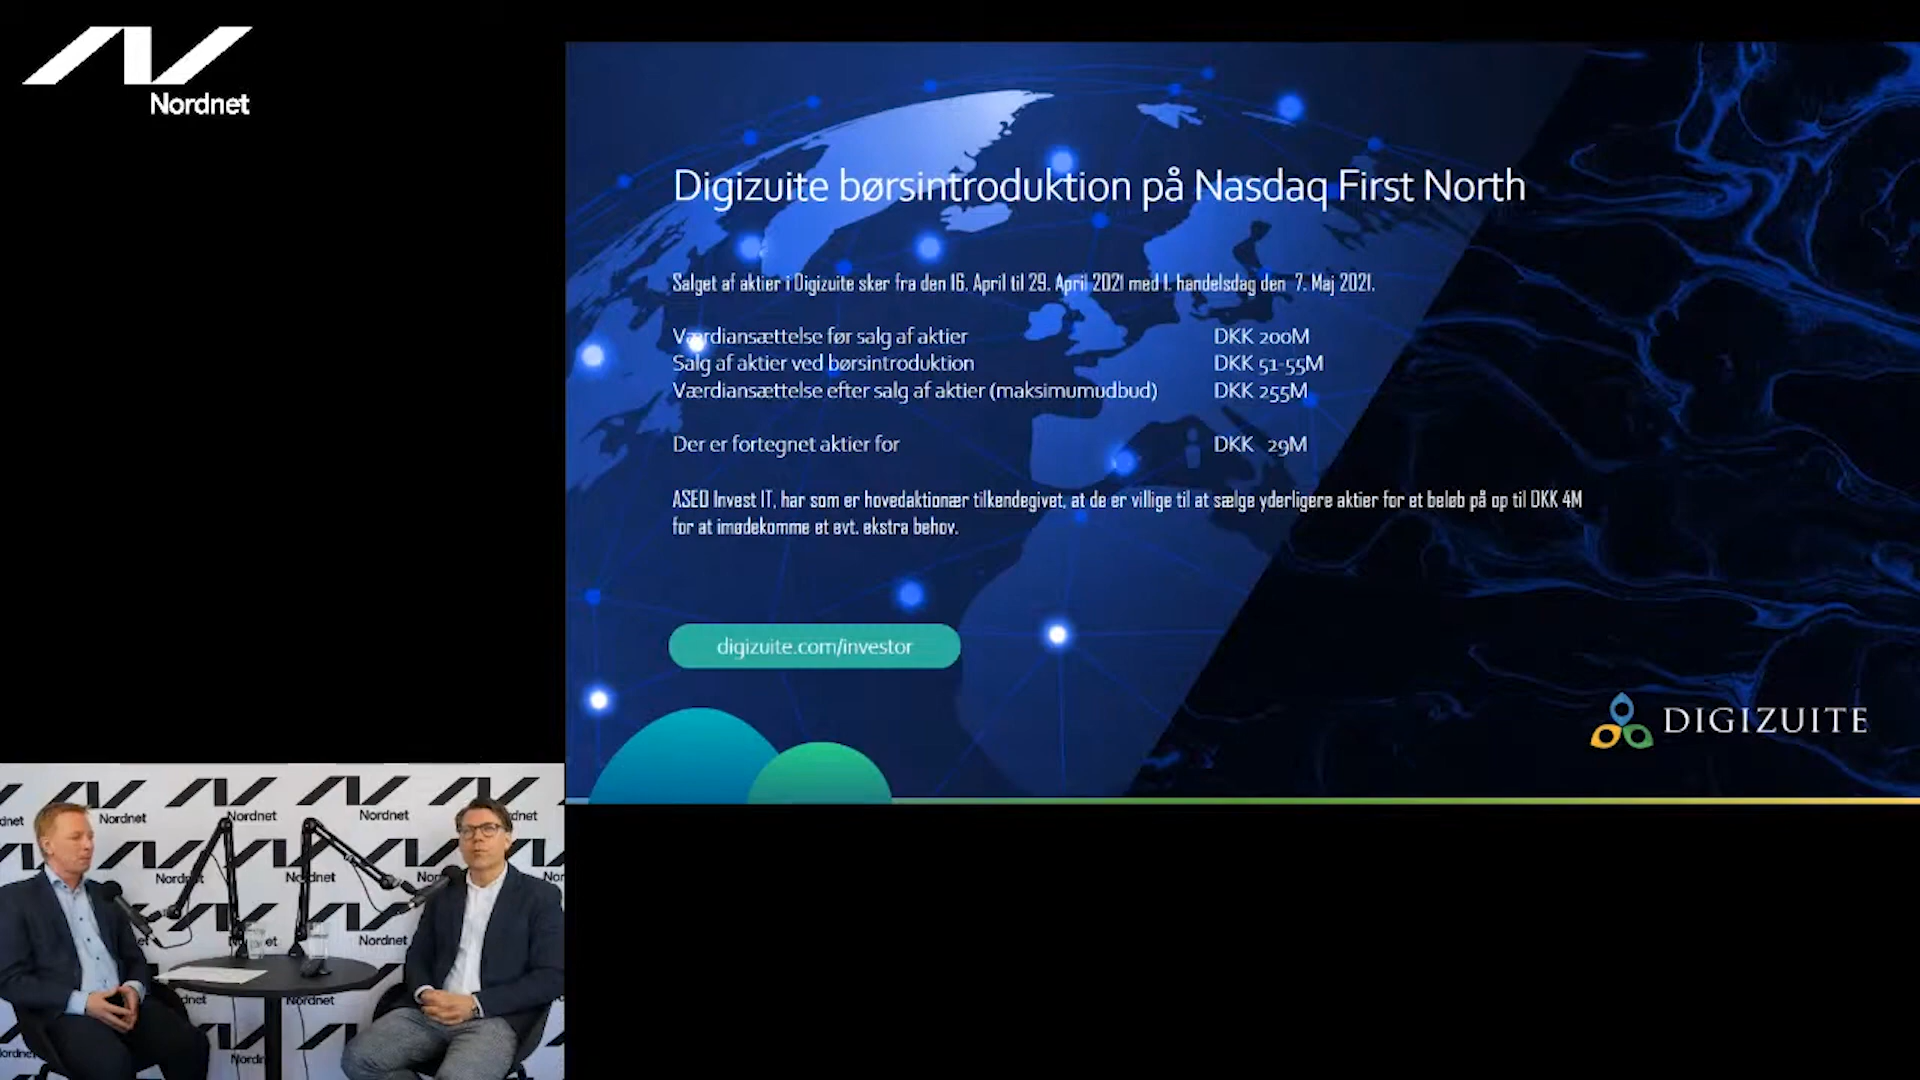 Nordnet
Digizuite børsintroduktion på Nasdaq First North
Salget af aktier i Digizuite sker fra den 16. April til 29. April 2021 med 1. handelsdag den 7. Maj 2021.
Værdiansættelse før salg af aktier DKK 200M
Salg af aktier ved børsintroduktion DKK 51-55M
Værdiansættelse efter salg af aktier (maksimumudbud) DKK 255M
Der er fortegnet aktier for DKK 29M
ASEO Invest IT, har som er hovedaktionær tilkendegivet, at de er villige til at sælge yderligere aktier for et beløb på op til DKK 4M
for at imødekomme et evt. ekstra behov.
digizuite.com/investor
DIGIZUITE
Nordnet
Nordnet
Nordnet
Nordnet
Nordnet
Nordnet
Nordnet